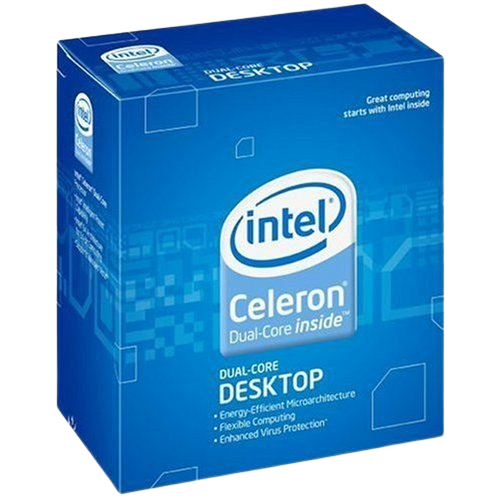 intel
DUAL-CORE
DESKTOP
Great computing
starts with Intel inside
intel
Celeron®
Dual-Core inside™
DUAL-CORE
DESKTOP
• Energy-Efficient Microarchitecture
• Flexible Computing
• Enhanced Virus Protection*